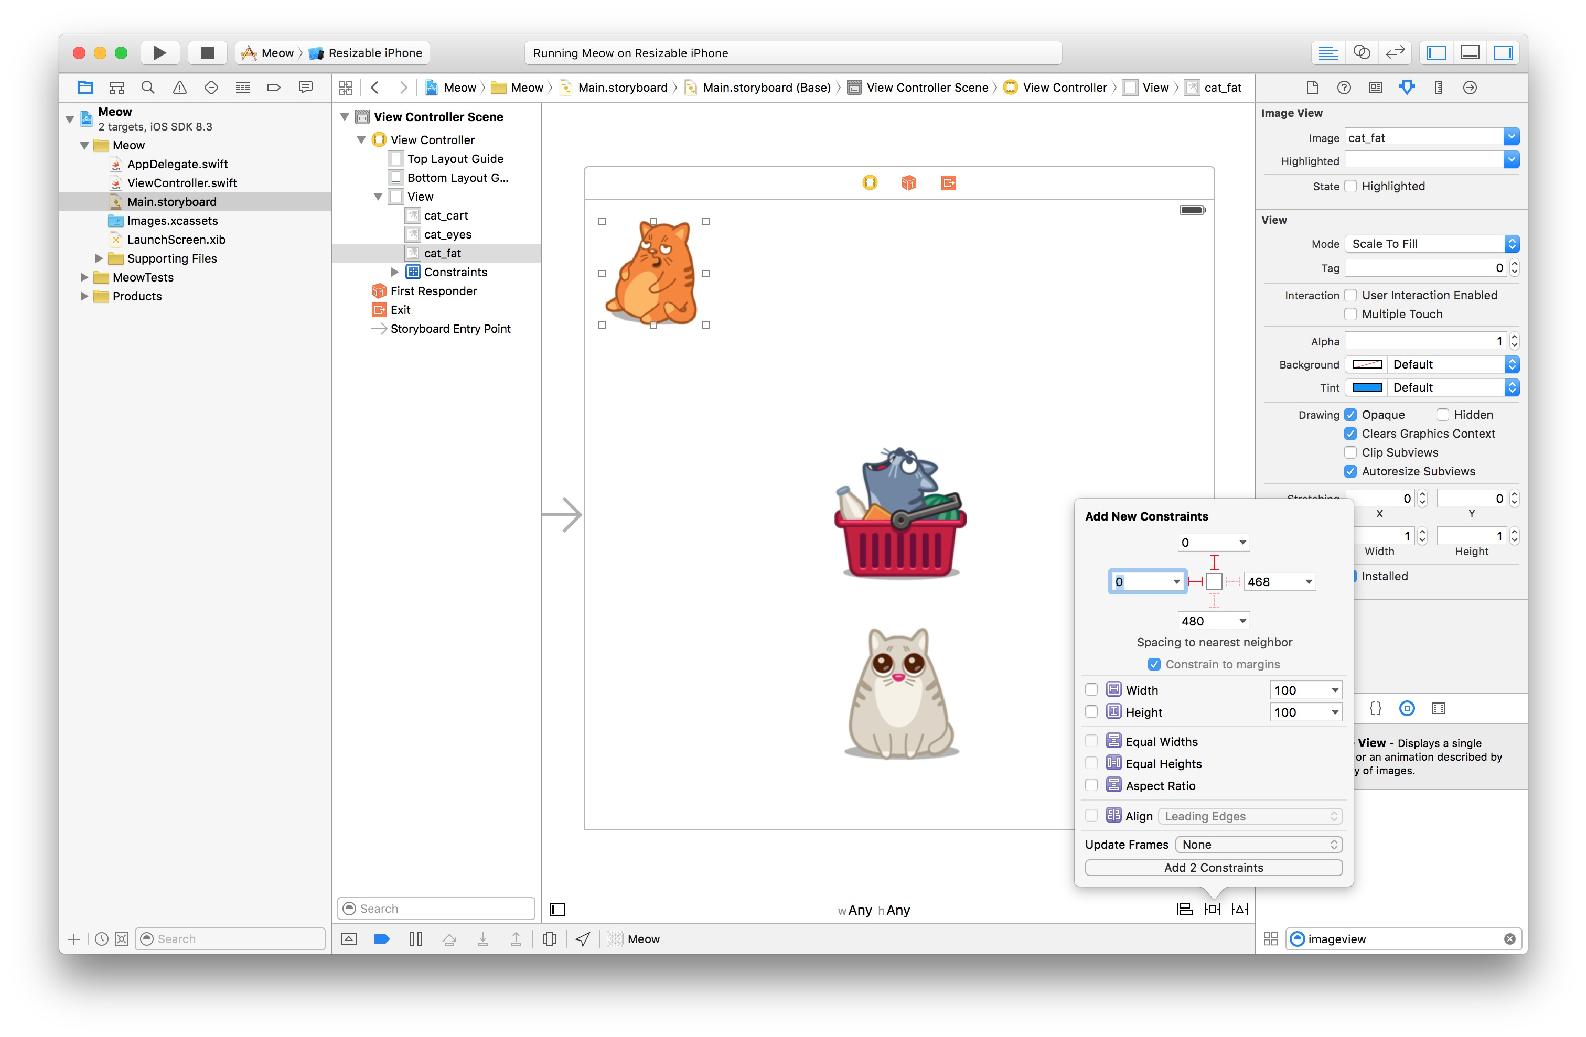 Meow
Resizable iPhone
Running Meow on Resizable iPhone
Meow
Meow
Main.storyboard
Main.storyboard (Base)
View Controller Scene
View Controller
View
cat_fat
Meow
2 targets, iOS SDK 8.3
Meow
AppDelegate.swift
ViewController.swift
Main.storyboard
Images.xcassets
LaunchScreen.xib
Supporting Files
MeowTests
Products
Search
View Controller Scene
View Controller
Top Layout Guide
Bottom Layout G...
View
cat_cart
cat_eyes
cat_fat
Constraints
First Responder
Exit
Storyboard Entry Point
Search
wAny hAny
Meow
Add New Constraints
0
0
468
480
Spacing to nearest neighbor
Constrain to margins
Width 100
Height 100
Equal Widths
Equal Heights
Aspect Ratio
Align Leading Edges
Update Frames None
Add 2 Constraints
Image View
Image cat_fat
Highlighted
State Highlighted
View
Mode Scale To Fill
Tag 0
Interaction User Interaction Enabled
Multiple Touch
Alpha 1
Background Default
Tint Default
Drawing Opaque Hidden
Clears Graphics Context
Clip Subviews
Autoresize Subviews
0 0
X Y
1 1
Width Height
Installed
{}
View - Displays a single
or an animation described by
y of images.
imageview